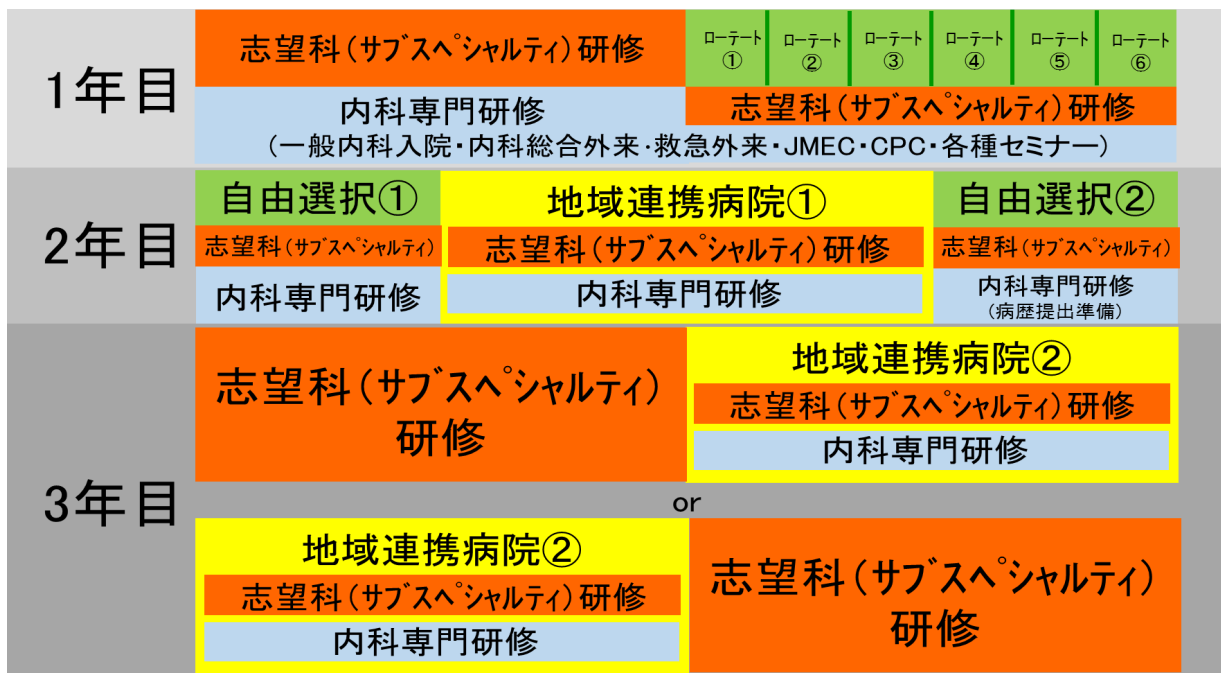 1年目
志望科(サブスペシャルティ)研修
ローテート
①
ローテート
②
ローテート
③
ローテート
④
ローテート
⑤
ローテート
⑥
内科専門研修
志望科(サブスペシャルティ)研修
(一般内科入院・内科総合外来・救急外来・JMEC・CPC・各種セミナー)
2年目
自由選択①
志望科(サブスペシャルティ)
内科専門研修
地域連携病院①
志望科(サブスペシャルティ)研修
内科専門研修
自由選択②
志望科(サブスペシャルティ)
内科専門研修
(病歴提出準備)
3年目
志望科(サブスペシャルティ)
研修
地域連携病院②
志望科(サブスペシャルティ)研修
内科専門研修
or
地域連携病院②
志望科(サブスペシャルティ)研修
内科専門研修
志望科(サブスペシャルティ)
研修